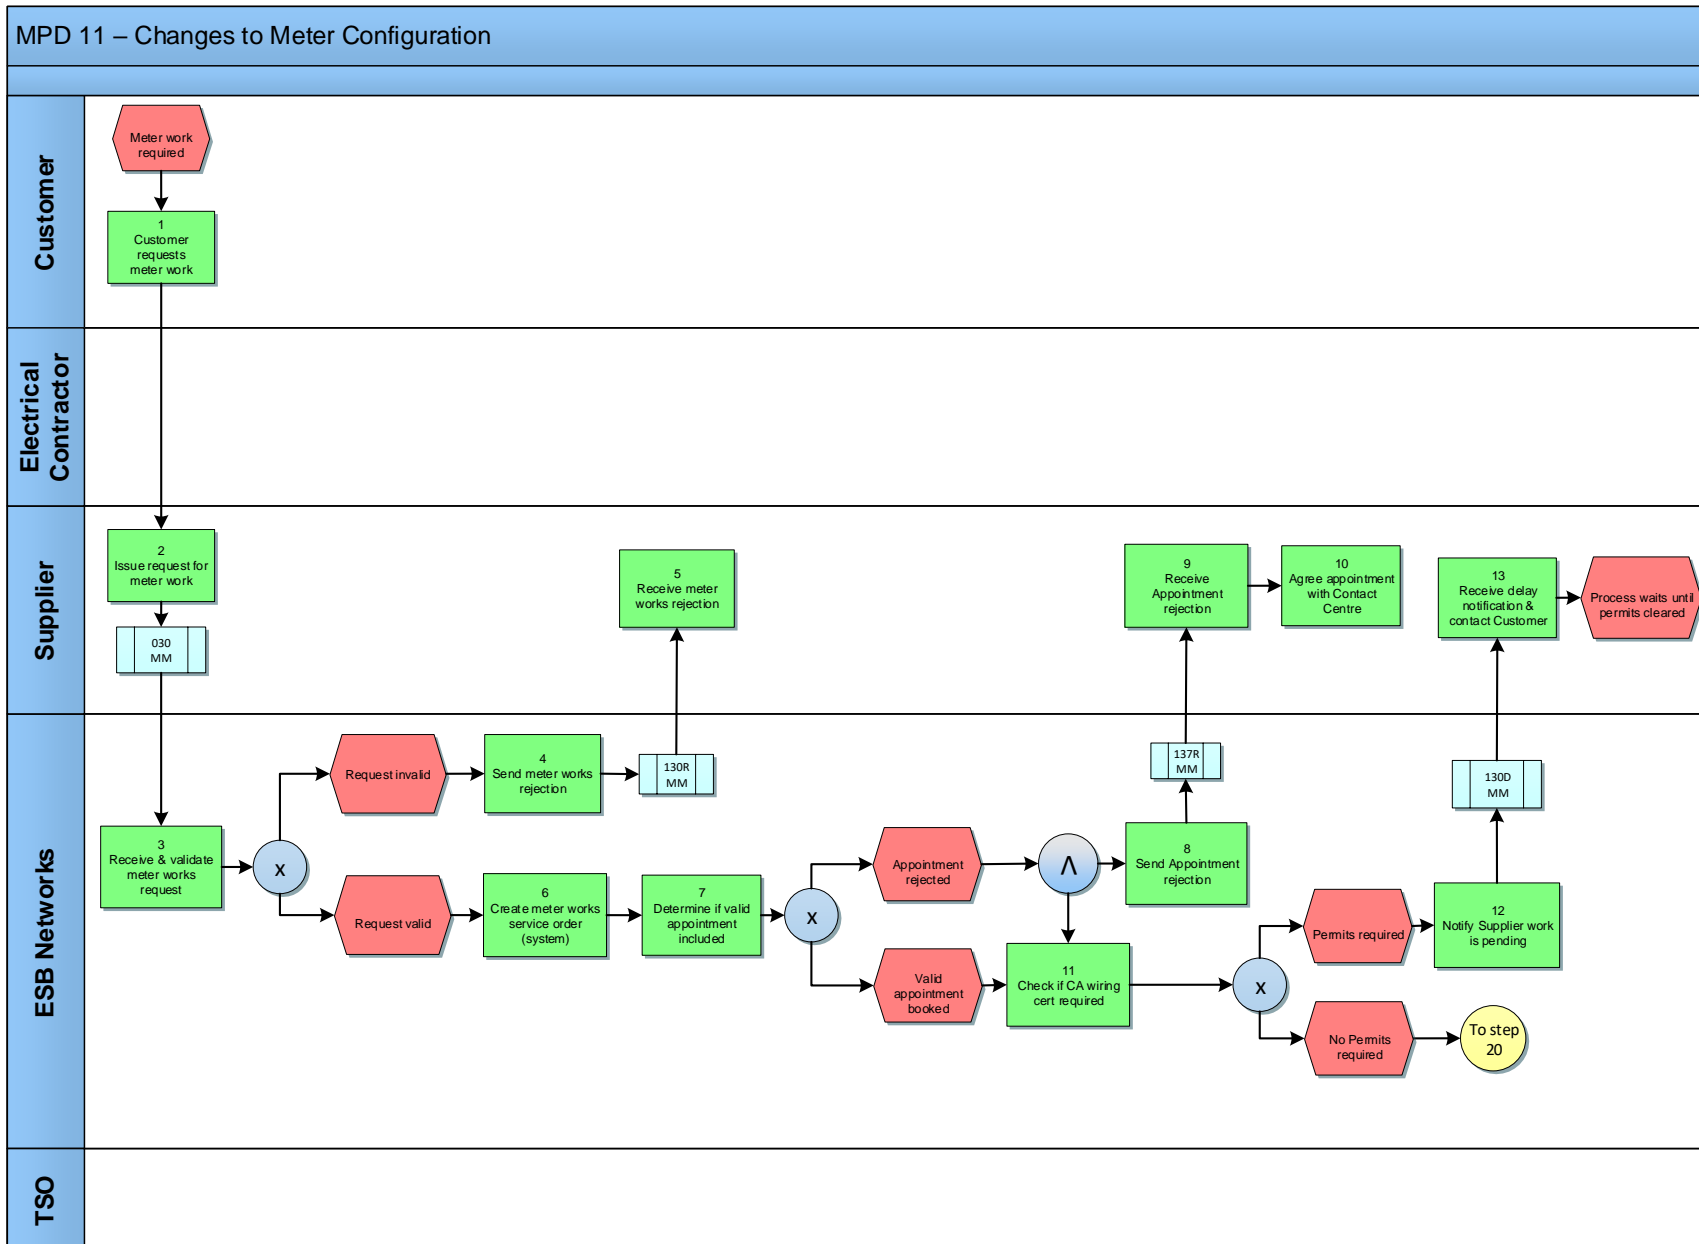 MPD 11 – Changes to Meter Configuration
Customer
Meter work
required
1
Customer
requests
meter work
Electrical
Contractor
Supplier
2
Issue request for
meter work
030
MM
5
Receive meter
works rejection
9
Receive
Appointment
rejection
10
Agree appointment
with Contact
Centre
13
Receive delay
notification &
contact Customer
Process waits until
permits cleared
ESB Networks
3
Receive & validate
meter works
request
X
Request invalid
4
Send meter works
rejection
130R
MM
Request valid
6
Create meter works
service order
(system)
7
Determine if valid
appointment
included
X
Appointment
rejected
Λ
8
Send Appointment
rejection
137R
MM
Valid
appointment
booked
11
Check if CA wiring
cert required
X
Permits required
12
Notify Supplier work
is pending
130D
MM
No Permits
required
To step
20
TSO